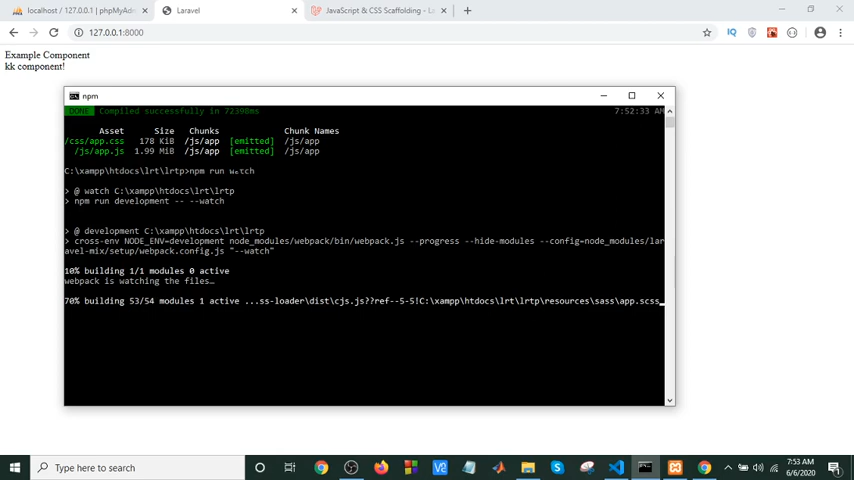 localhost / 127.0.0.1 | phpMyAdm
Laravel
JavaScript & CSS Scaffolding - La
127.0.0.1:8000
IQ
Example Component
kk component!
npm
DONE Compiled successfully in 72398ms 7:52:33 AM
Asset Size Chunks Chunk Names
/css/app.css 178 KiB /js/app [emitted] /js/app
/js/app.js 1.99 MiB /js/app [emitted] /js/app
C:\xampp\htdocs\lrt\lrtp>npm run watch
> @ watch C:\xampp\htdocs\lrt\lrtp
> npm run development -- --watch
> @ development C:\xampp\htdocs\lrt\lrtp
> cross-env NODE_ENV=development node_modules/webpack/bin/webpack.js --progress --hide-modules --config=node_modules/lar
avel-mix/setup/webpack.config.js "--watch"
10% building 1/1 modules 0 active
webpack is watching the files…
70% building 53/54 modules 1 active ...ss-loader\dist\cjs.js??ref--5-5!C:\xampp\htdocs\lrt\lrtp\resources\sass\app.scss
Type here to search
7:53 AM
6/6/2020